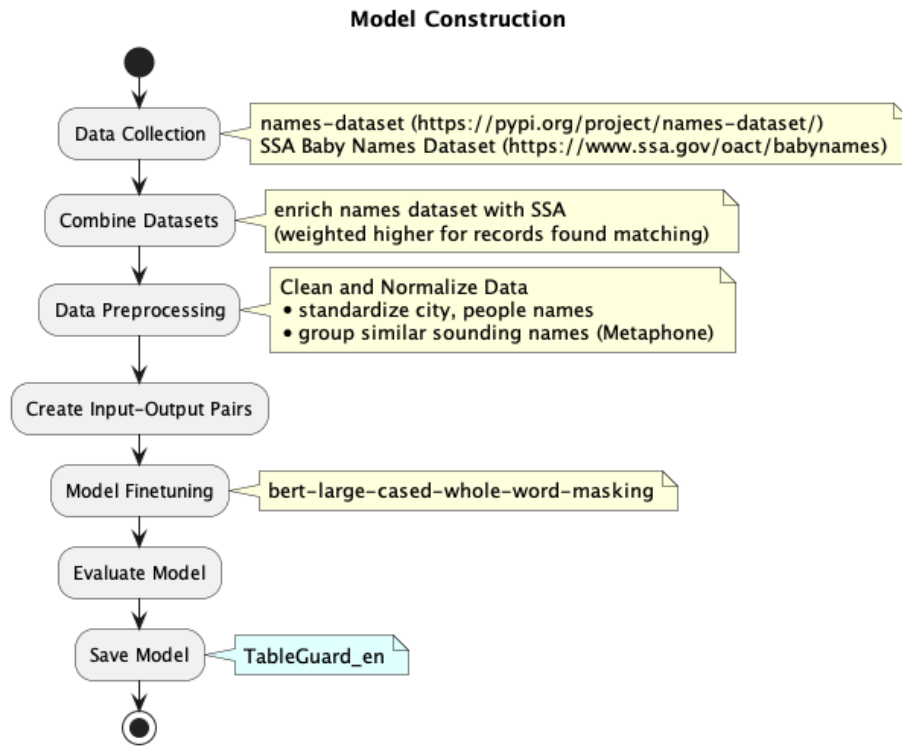 Model Construction
Data Collection
names-dataset (https://pypi.org/project/names-dataset/)
SSA Baby Names Dataset (https://www.ssa.gov/oact/babynames)
Combine Datasets
enrich names dataset with SSA
(weighted higher for records found matching)
Data Preprocessing
Clean and Normalize Data
• standardize city, people names
• group similar sounding names (Metaphone)
Create Input-Output Pairs
Model Finetuning
bert-large-cased-whole-word-masking
Evaluate Model
Save Model
TableGuard_en